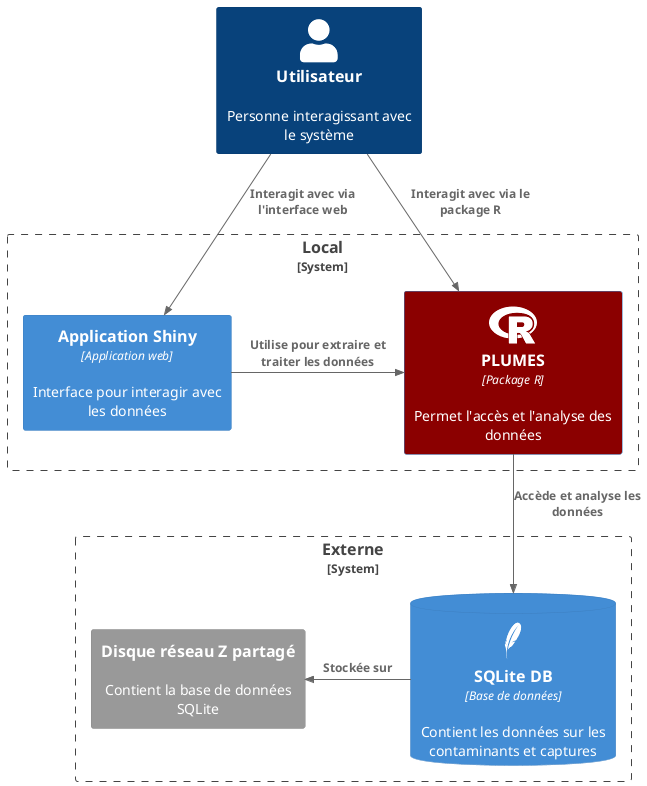 Utilisateur
Personne interagissant avec
le système
Interagit avec via
l'interface web
Interagit avec via le
package R
Local
[System]
Application Shiny
[Application web]
Interface pour interagir avec
les données
Utilise pour extraire et
traiter les données
R
PLUMES
[Package R]
Permet l'accès et l'analyse des
données
Accède et analyse les
données
Externe
[System]
Disque réseau Z partagé
Contient la base de données
SQLite
Stockée sur
SQLite DB
[Base de données]
Contient les données sur les
contaminants et captures